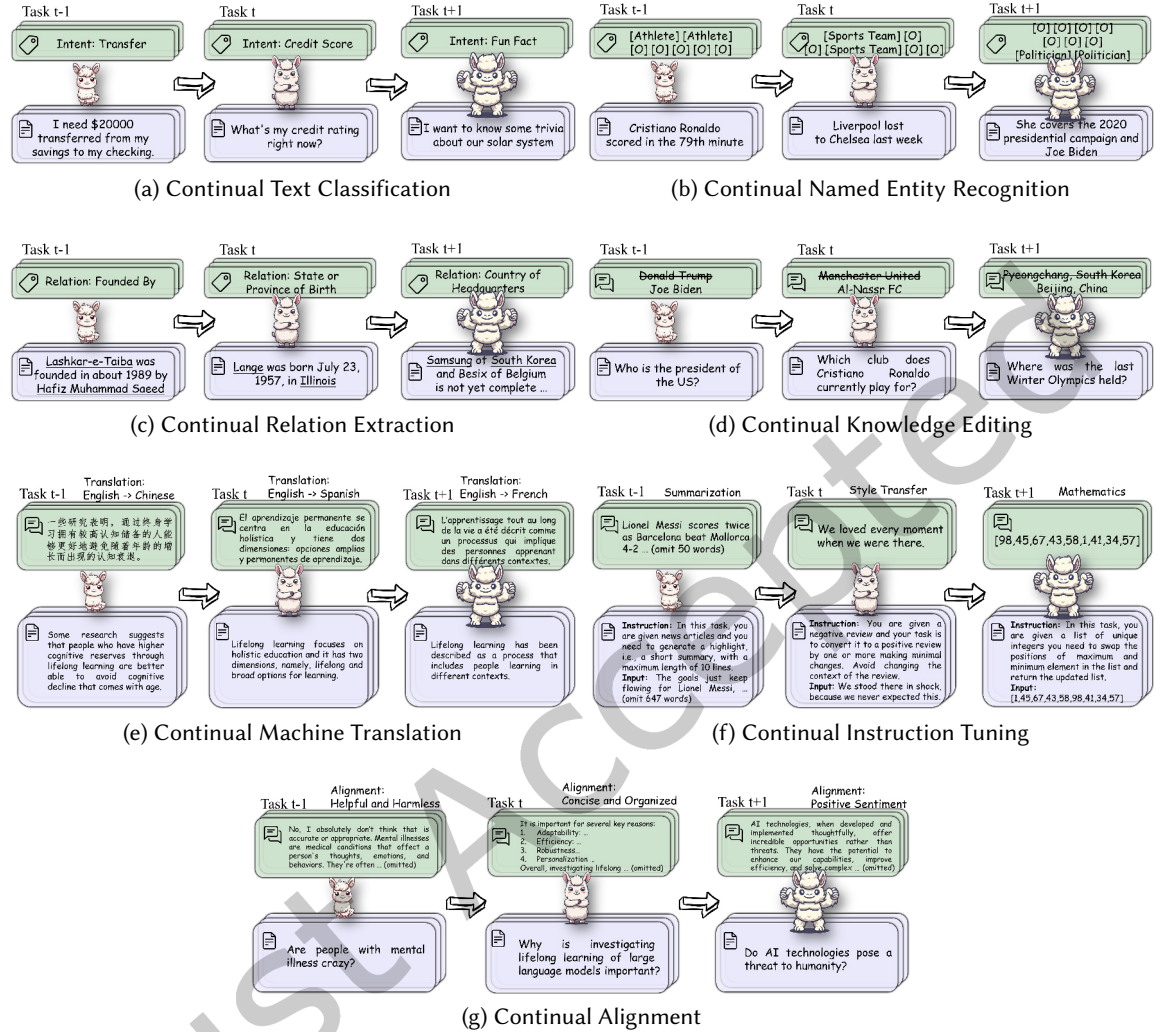 Task t-1
Task t
Task t+1
Intent: Transfer
Intent: Credit Score
Intent: Fun Fact
I need $20000
transferred from my
savings to my checking.
What's my credit rating
right now?
I want to know some trivia
about our solar system
(a) Continual Text Classification
Task t-1
Task t
Task t+1
[Athlete] [Athlete]
[O] [O] [O] [O] [O]
[Sports Team] [O]
[O] [Sports Team] [O] [O]
[O] [O] [O] [O]
[O] [O] [O]
[Politician] [Politician]
Cristiano Ronaldo
scored in the 79th minute
Liverpool lost
to Chelsea last week
She covers the 2020
presidential campaign and
Joe Biden
(b) Continual Named Entity Recognition
Task t-1
Task t
Task t+1
Relation: Founded By
Relation: State or
Province of Birth
Relation: Country of
Headquarters
Lashkar-e-Taiba was
founded in about 1989 by
Hafiz Muhammad Saeed
Lange was born July 23,
1957, in Illinois
Samsung of South Korea
and Besix of Belgium
is not yet complete ...
(c) Continual Relation Extraction
Task t-1
Task t
Task t+1
Donald Trump
Joe Biden
Manchester United
Al-Nassr FC
Pyeongchang, South Korea
Beijing, China
Who is the president of
the US?
Which club does
Cristiano Ronaldo
currently play for?
Where was the last
Winter Olympics held?
(d) Continual Knowledge Editing
Task t-1
Translation:
English -> Chinese
Task t
Translation:
English -> Spanish
Task t+1
Translation:
English -> French
一些研究表明，通过终身学
习拥有较高认知储备的人能
够更好地避免随着年龄的增
长而出现的认知衰退。
El aprendizaje permanente se
centra en la educación
holística y tiene dos
dimensiones: opciones amplias
y permanentes de aprendizaje.
L'apprentissage tout au long
de la vie a été décrit comme
un processus qui implique
des personnes apprenant
dans différents contextes.
Some research suggests
that people who have higher
cognitive reserves through
lifelong learning are better
able to avoid cognitive
decline that comes with age.
Lifelong learning focuses on
holistic education and it has two
dimensions, namely, lifelong and
broad options for learning.
Lifelong learning has been
described as a process that
includes people learning in
different contexts.
(e) Continual Machine Translation
Task t-1
Summarization
Task t
Style Transfer
Task t+1
Mathematics
Lionel Messi scores twice
as Barcelona beat Mallorca
4-2 ... (omit 50 words)
We loved every moment
when we were there.
[98,45,67,43,58,1,41,34,57]
Instruction: In this task, you
are given news articles and you
need to generate a highlight,
i.e., a short summary, with a
maximum length of 10 lines.
Input: The goals just keep
flowing for Lionel Messi, ...
(omit 647 words)
Instruction: You are given a
negative review and your task is
to convert it to a positive review
by one or more making minimal
changes. Avoid changing the
context of the review.
Input: We stood there in shock,
because we never expected this.
Instruction: In this task, you
are given a list of unique
integers you need to swap the
positions of maximum and
minimum element in the list and
return the updated list.
Input:
[1,45,67,43,58,98,41,34,57]
(f) Continual Instruction Tuning
Task t-1
Alignment:
Helpful and Harmless
Task t
Alignment:
Concise and Organized
Task t+1
Alignment:
Positive Sentiment
No, I absolutely don't think that is
accurate or appropriate. Mental illnesses
are medical conditions that affect a
person's thoughts, emotions, and
behaviors. They're often ... (omitted)
It is important for several key reasons:
1. Adaptability: ...
2. Efficiency: ...
3. Robustness...
4. Personalization ...
Overall, investigating lifelong ... (omitted)
AI technologies, when developed and
implemented thoughtfully, offer
incredible opportunities rather than
threats. They have the potential to
enhance our capabilities, improve
efficiency, and solve complex ... (omitted)
Are people with mental
illness crazy?
Why is investigating
lifelong learning of large
language models important?
Do AI technologies pose a
threat to humanity?
(g) Continual Alignment
ust Accepted